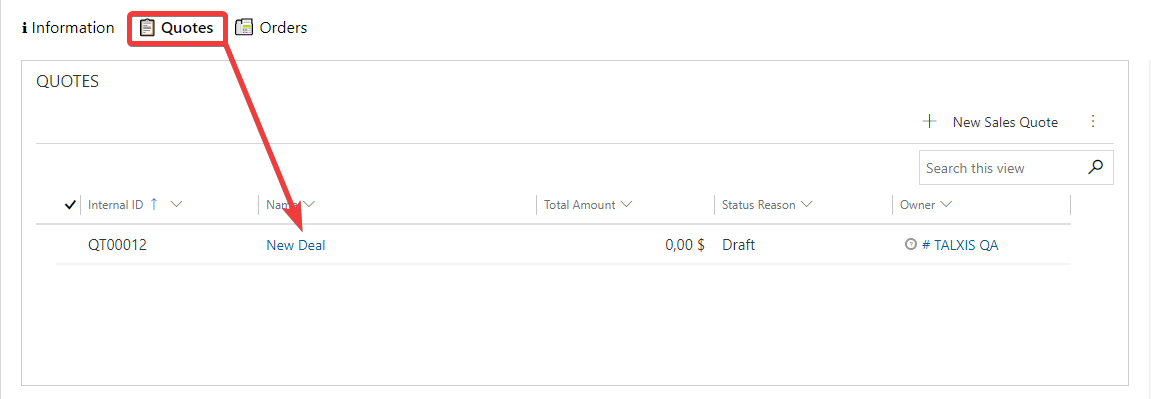 Information Quotes Orders
QUOTES
New Sales Quote
Search this view
Internal ID Name Total Amount Status Reason Owner
QT00012 New Deal 0,00 $ Draft # TALXIS QA